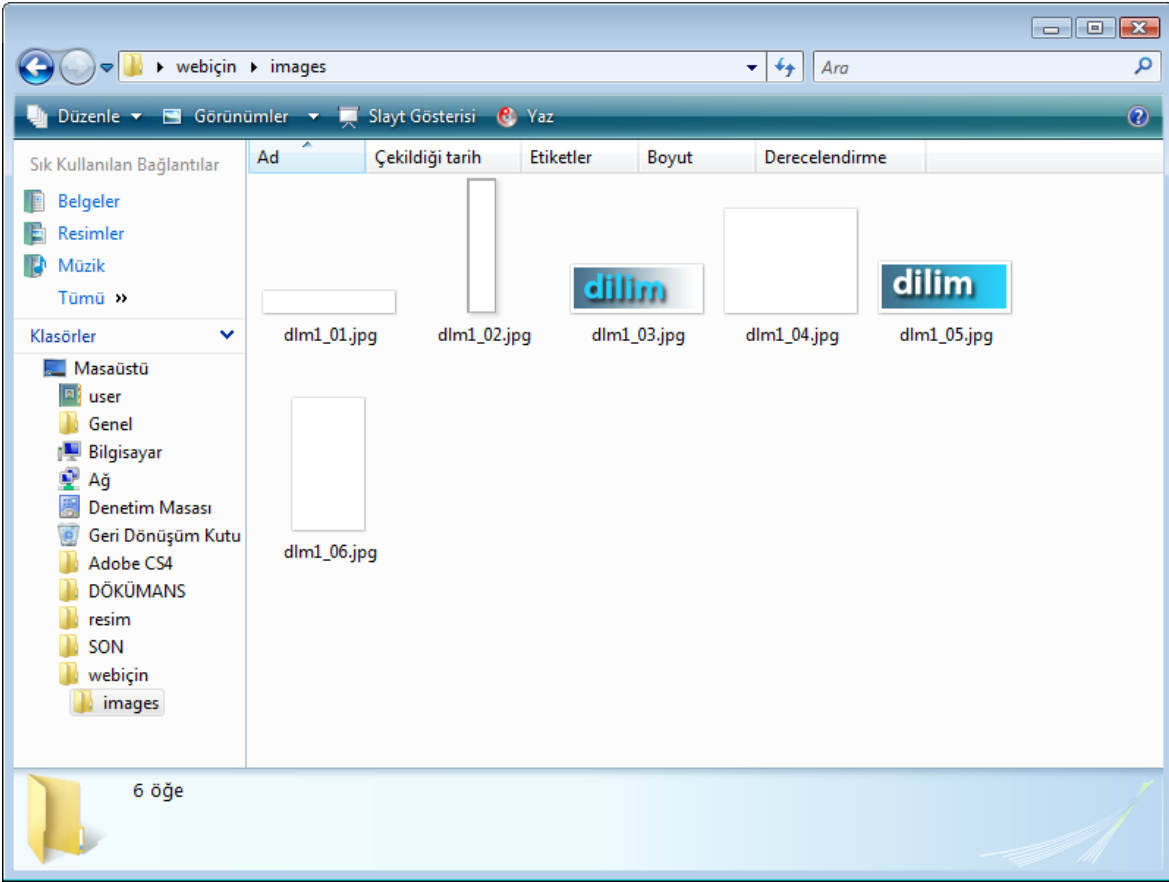 webiçin images
Ara
Düzenle Görünümler Slayt Gösterisi Yaz
Sık Kullanılan Bağlantılar
Belgeler
Resimler
Müzik
Tümü »
Klasörler
Masaüstü
user
Genel
Bilgisayar
Ağ
Denetim Masası
Geri Dönüşüm Kutu
Adobe CS4
DÖKÜMANS
resim
SON
webiçin
images
Ad Çekildiği tarih Etiketler Boyut Derecelendirme
dilim
dilim
dlm1_01.jpg dlm1_02.jpg dlm1_03.jpg dlm1_04.jpg dlm1_05.jpg
dlm1_06.jpg
6 öğe